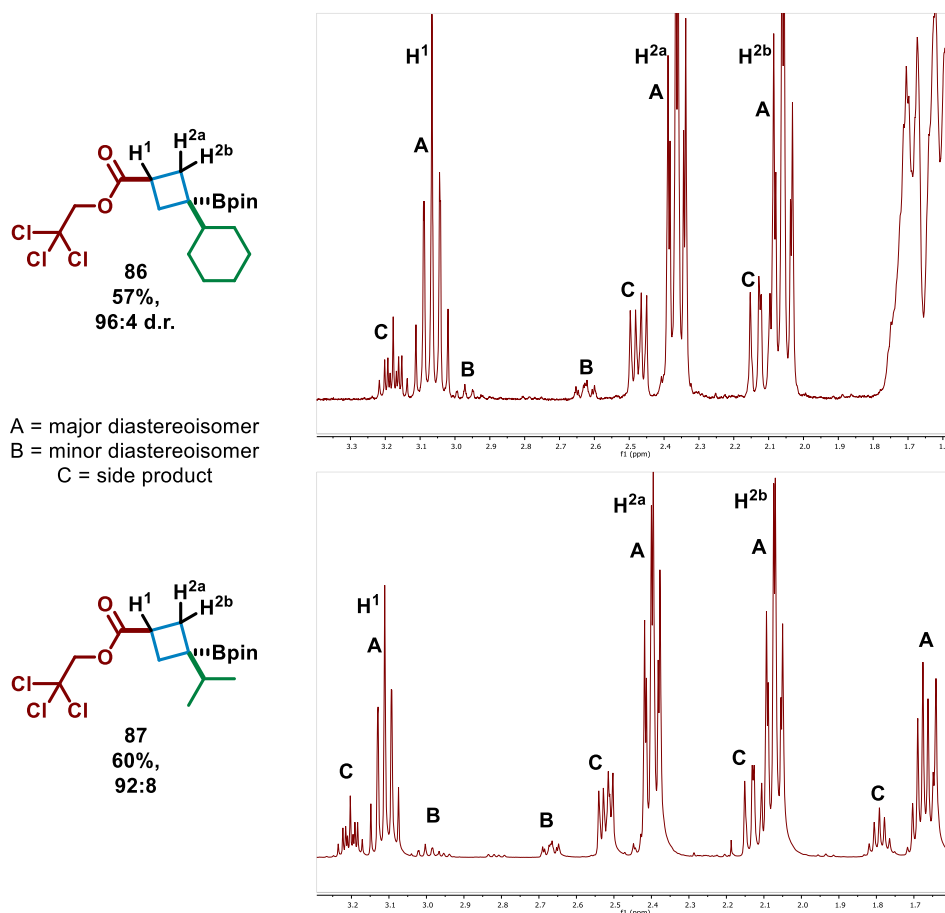 H²ᵃ
H¹
H²ᵇ
O
O
Bpin
Cl
Cl
Cl
86
57%,
96:4 d.r.
H¹
A
C
B
B
C
H²ᵃ
A
C
H²ᵇ
A
3.3 3.2 3.1 3.0 2.9 2.8 2.7 2.6 2.5 2.4 2.3 2.2 2.1 2.0 1.9 1.8 1.7
f1 (ppm)
A = major diastereoisomer
B = minor diastereoisomer
C = side product
H²ᵃ
H¹
H²ᵇ
O
O
Bpin
Cl
Cl
Cl
87
60%,
92:8
H¹
A
C
B
B
C
H²ᵃ
A
C
H²ᵇ
A
C
A
3.2 3.1 3.0 2.9 2.8 2.7 2.6 2.5 2.4 2.3 2.2 2.1 2.0 1.9 1.8 1.7
f1 (ppm)